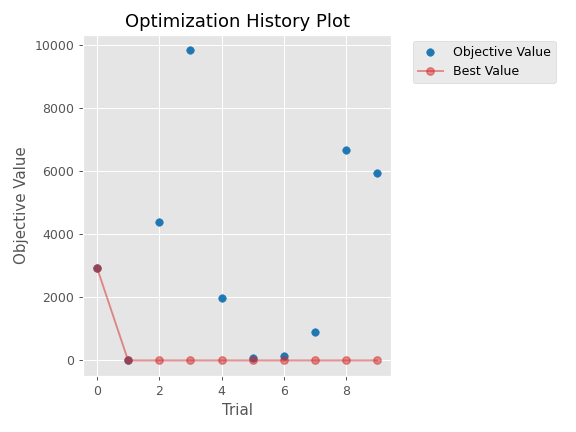 Optimization History Plot
Objective Value
Best Value
10000
8000
6000
4000
2000
0
Objective Value
0 2 4 6 8
Trial